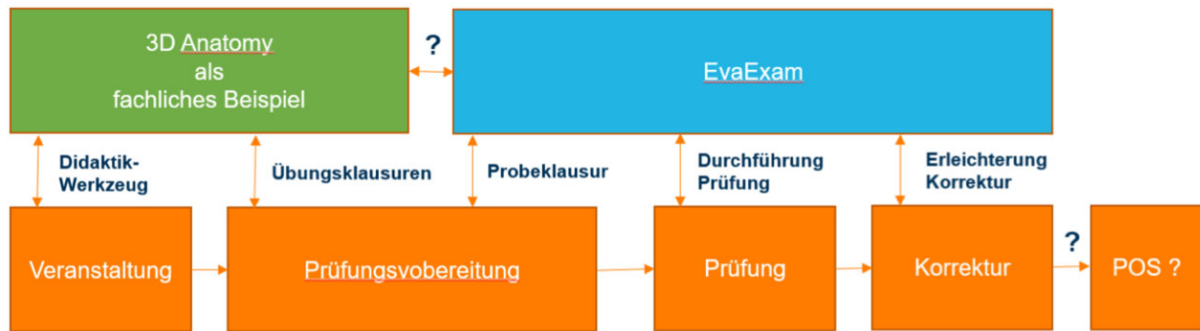 3D Anatomy
als
fachliches Beispiel
?
EvaExam
Didaktik-
Werkzeug
Übungsklausuren
Probeklausur
Durchführung
Prüfung
Erleichterung
Korrektur
Veranstaltung
Prüfungsvobereitung
Prüfung
Korrektur
?
POS ?